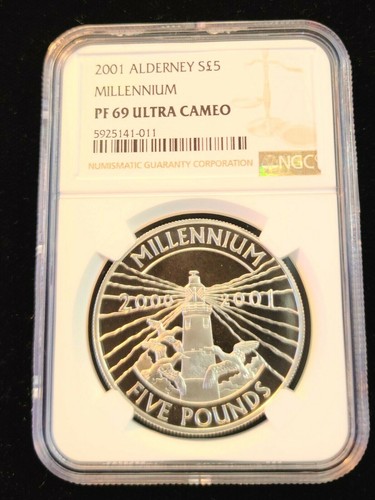 2001 ALDERNEY S£5
MILLENNIUM
PF 69 ULTRA CAMEO
5925141-011
NUMISMATIC GUARANTY CORPORATION
NGC
MILLENNIUM
2000 2001
FIVE POUNDS